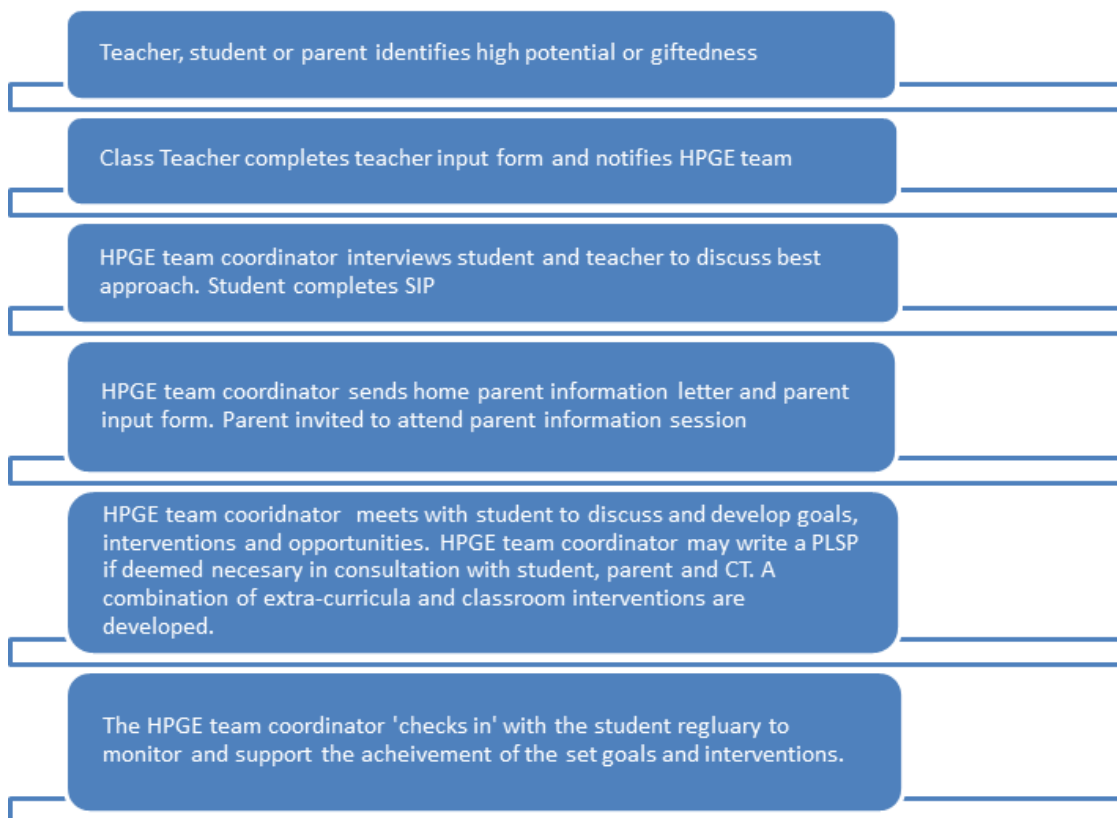 Teacher, student or parent identifies high potential or giftedness
Class Teacher completes teacher input form and notifies HPGE team
HPGE team coordinator interviews student and teacher to discuss best
approach. Student completes SIP
HPGE team coordinator sends home parent information letter and parent
input form. Parent invited to attend parent information session
HPGE team cooridnator meets with student to discuss and develop goals,
interventions and opportunities. HPGE team coordinator may write a PLSP
if deemed necesary in consultation with student, parent and CT. A
combination of extra-curricula and classroom interventions are
developed.
The HPGE team coordinator 'checks in' with the student regluary to
monitor and support the acheivement of the set goals and interventions.